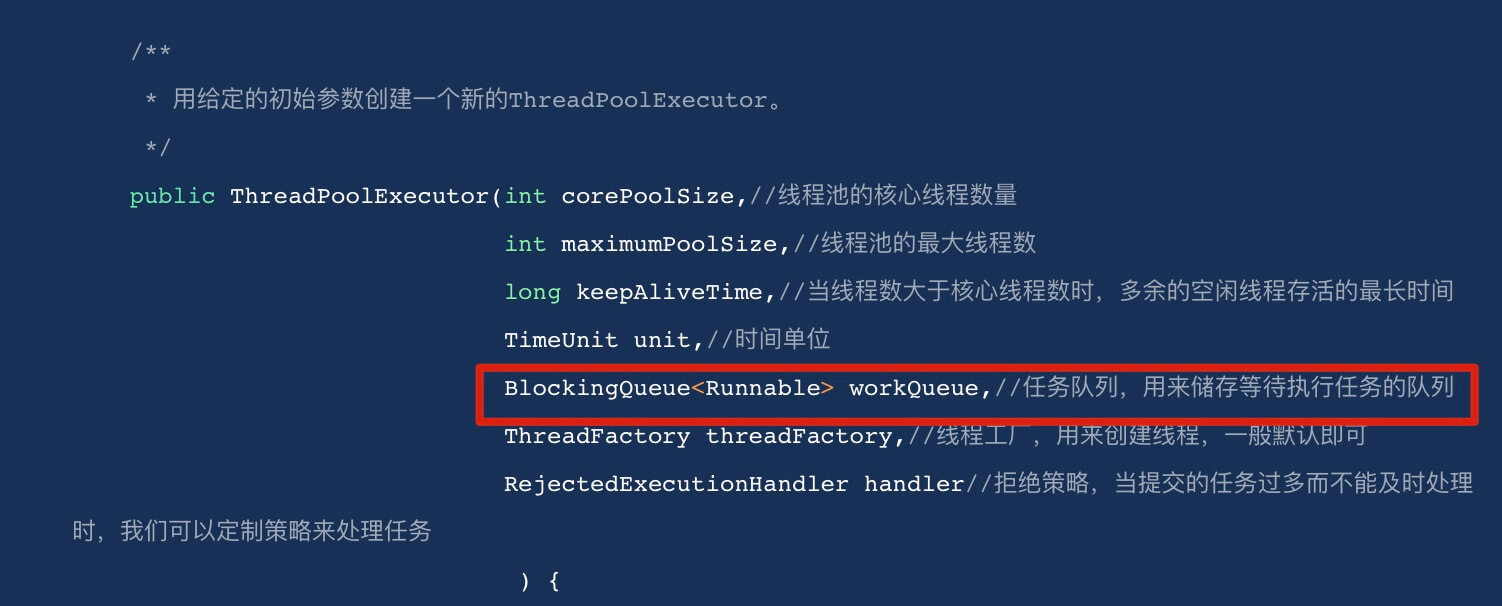 /**
* 用给定的初始参数创建一个新的ThreadPoolExecutor。
*/
public ThreadPoolExecutor(int corePoolSize,//线程池的核心线程数量
int maximumPoolSize,//线程池的最大线程数
long keepAliveTime,//当线程数大于核心线程数时，多余的空闲线程存活的最长时间
TimeUnit unit,//时间单位
BlockingQueue<Runnable> workQueue,//任务队列，用来储存等待执行任务的队列
ThreadFactory threadFactory,//线程工厂，用来创建线程，一般默认即可
RejectedExecutionHandler handler//拒绝策略，当提交的任务过多而不能及时处理
时，我们可以定制策略来处理任务
) {